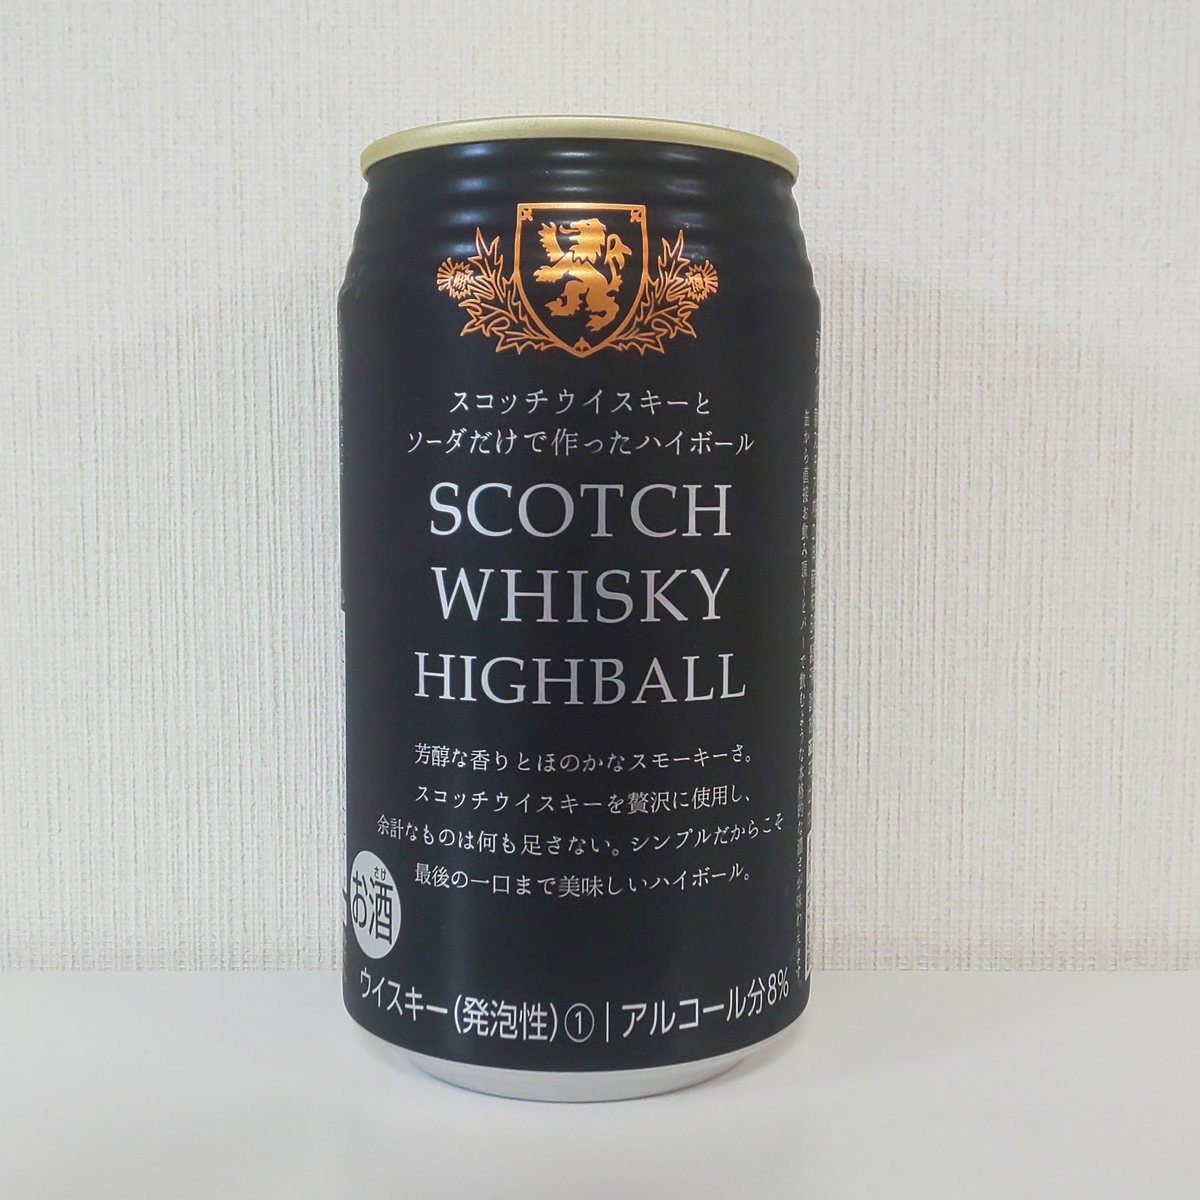 スコッチウイスキーと
ソーダだけで作ったハイボール
SCOTCH
WHISKY
HIGHBALL
芳醇な香りとほのかなスモーキーさ。
スコッチウイスキーを贅沢に使用し、
余計なものは何も足さない。シンプルだからこそ
最後の一口まで美味しいハイボール。
さけ
お酒
ウイスキー(発泡性)①|アルコール分8%